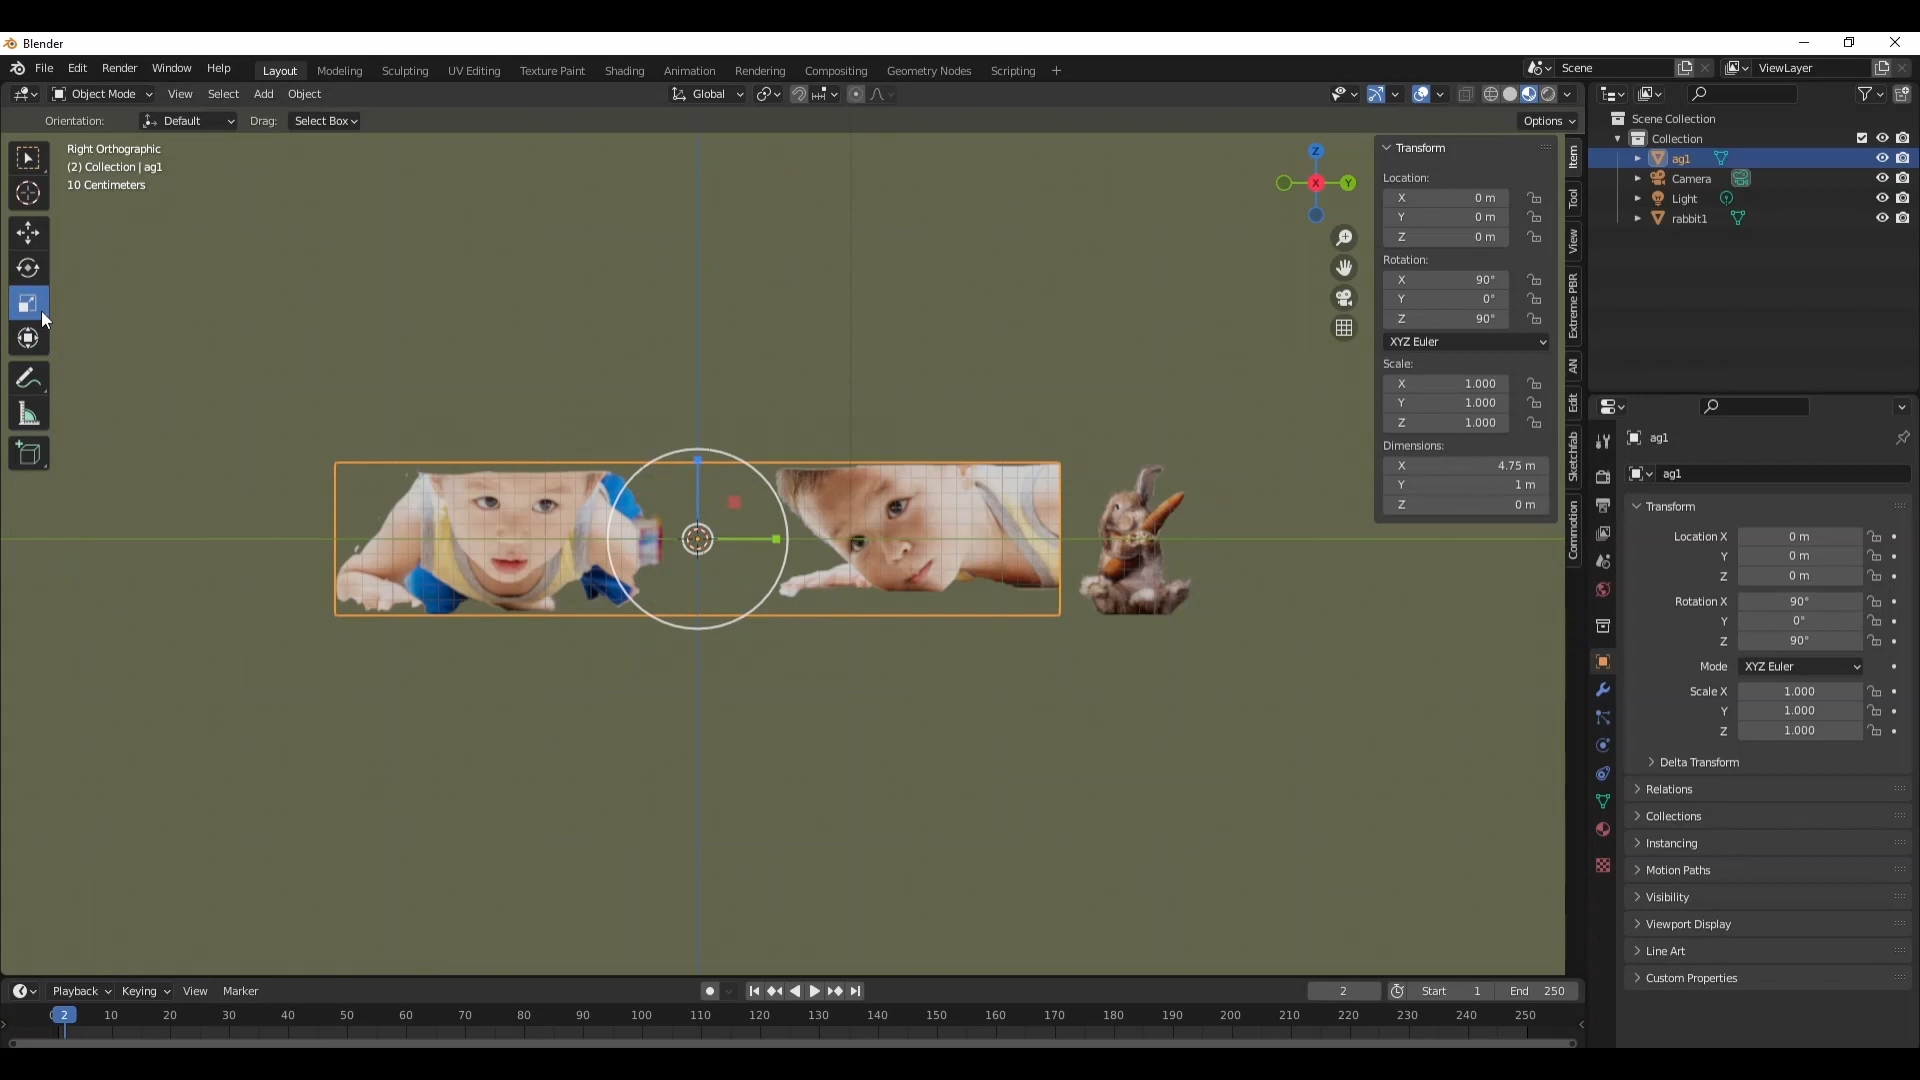 Blender
File Edit Render Window Help
Layout Modeling Sculpting UV Editing Texture Paint Shading Animation Rendering Compositing Geometry Nodes Scripting +
Scene
ViewLayer
Object Mode View Select Add Object
Global
Orientation: Default Drag: Select Box
Options
Right Orthographic
(2) Collection | ag1
10 Centimeters
Z
X
Y
Transform
Location:
X 0 m
Y 0 m
Z 0 m
Rotation:
X 90°
Y 0°
Z 90°
XYZ Euler
Scale:
X 1.000
Y 1.000
Z 1.000
Dimensions:
X 4.75 m
Y 1 m
Z 0 m
Item
Tool
View
Extreme PBR
AN
Edit
Sketchfab
Commotion
Scene Collection
Collection
ag1
Camera
Light
rabbit1
ag1
ag1
Transform
Location X 0 m
Y 0 m
Z 0 m
Rotation X 90°
Y 0°
Z 90°
Mode XYZ Euler
Scale X 1.000
Y 1.000
Z 1.000
Delta Transform
Relations
Collections
Instancing
Motion Paths
Visibility
Viewport Display
Line Art
Custom Properties
Playback Keying View Marker
2 Start 1 End 250
2 10 20 30 40 50 60 70 80 90 100 110 120 130 140 150 160 170 180 190 200 210 220 230 240 250